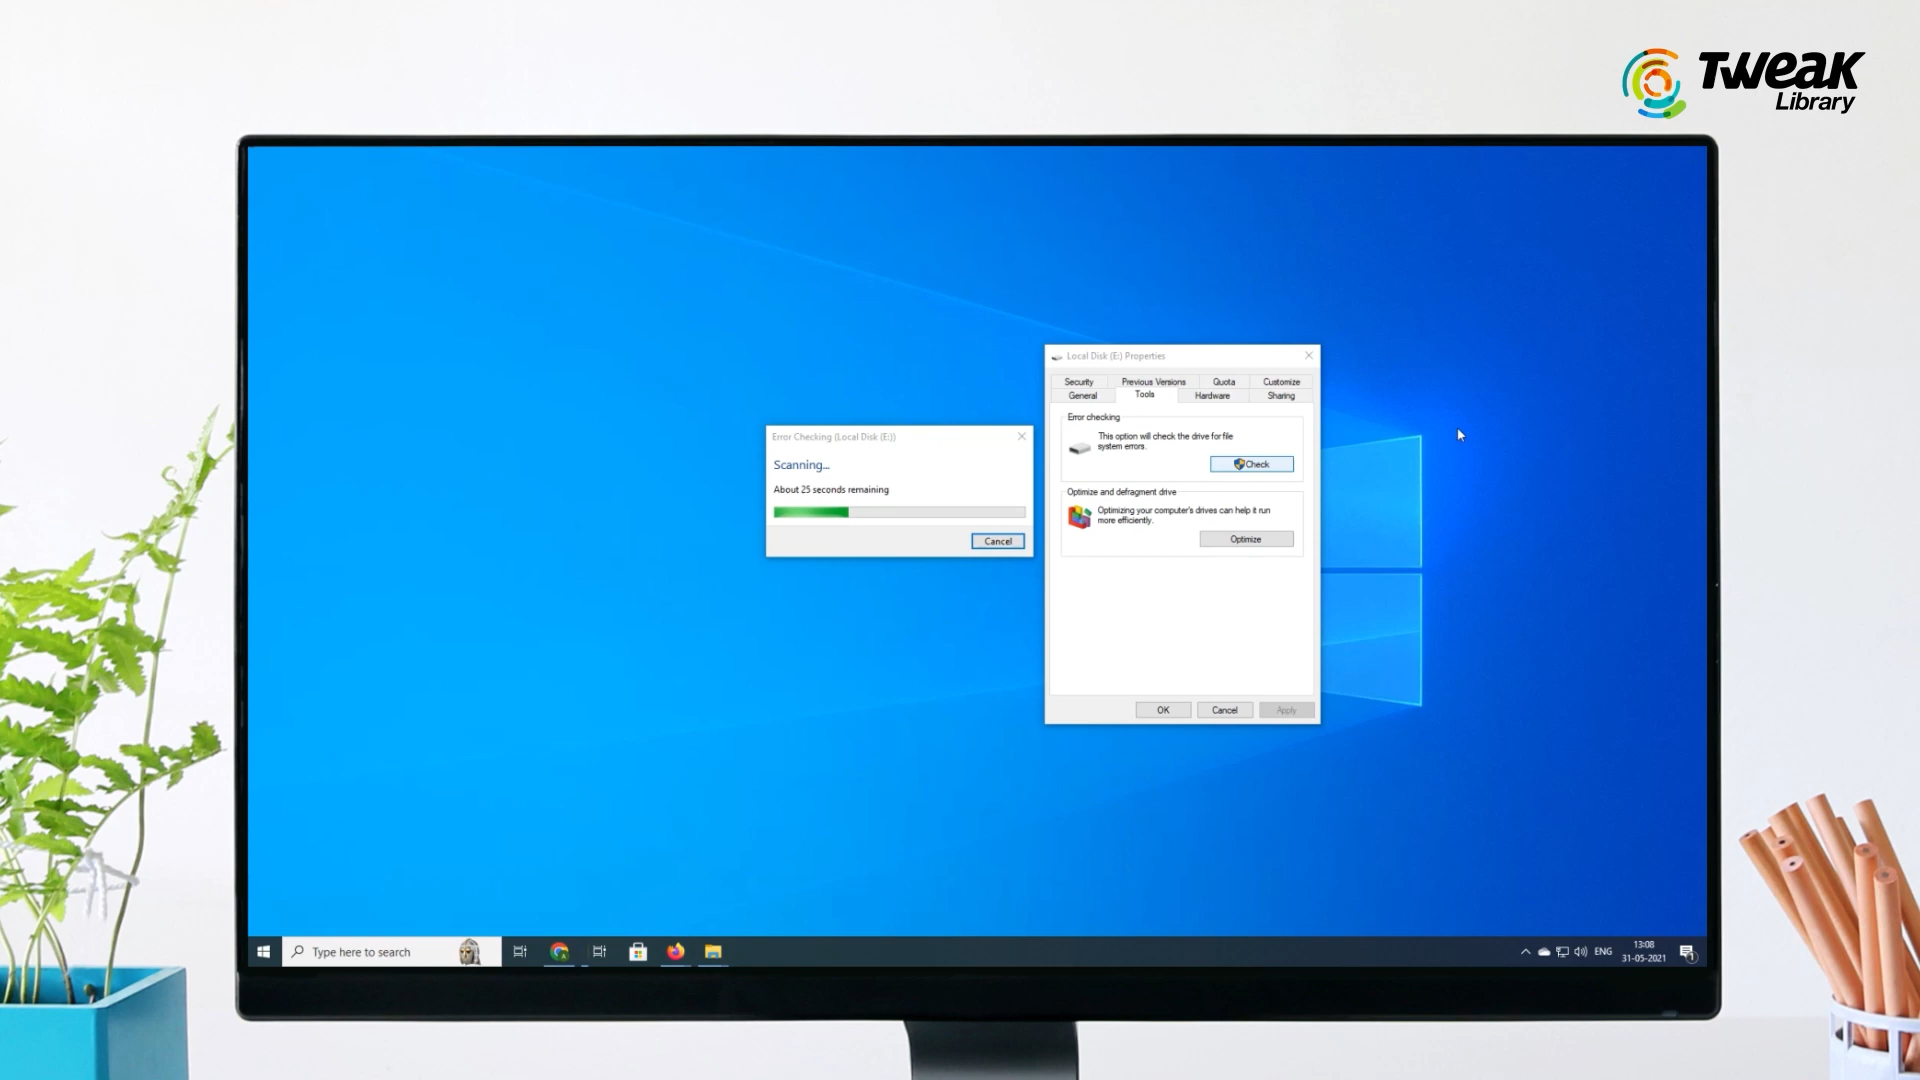 TWEAK
Library
Local Disk (E:) Properties
Security Previous Versions Quota Customize
General Tools Hardware Sharing
Error checking
This option will check the drive for file
system errors.
Check
Optimize and defragment drive
Optimizing your computer's drives can help it run
more efficiently.
Optimize
OK Cancel Apply
Error Checking (Local Disk (E:))
Scanning...
About 25 seconds remaining
Cancel
Type here to search
ENG
13:08
31-05-2021
1